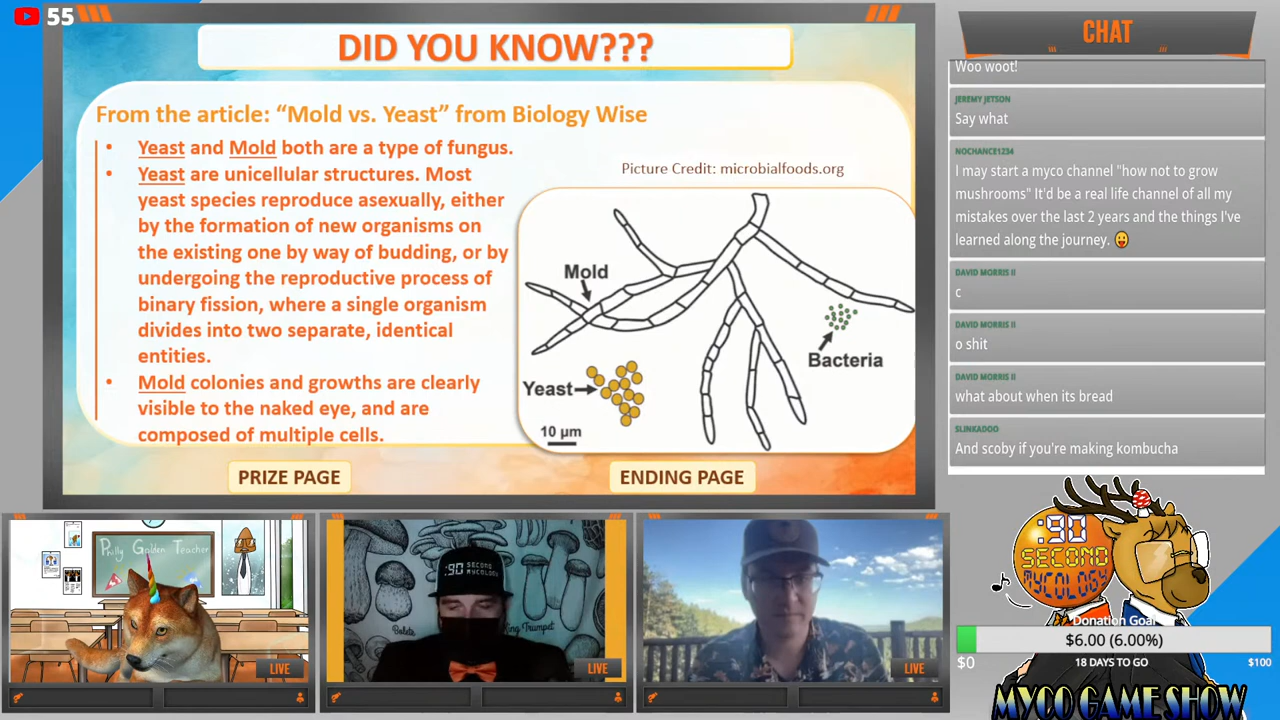 55
DID YOU KNOW???
From the article: “Mold vs. Yeast” from Biology Wise
• Yeast and Mold both are a type of fungus.
• Yeast are unicellular structures. Most
yeast species reproduce asexually, either
by the formation of new organisms on
the existing one by way of budding, or by
undergoing the reproductive process of
binary fission, where a single organism
divides into two separate, identical
entities.
• Mold colonies and growths are clearly
visible to the naked eye, and are
composed of multiple cells.
Picture Credit: microbialfoods.org
Mold
Bacteria
Yeast
10 µm
PRIZE PAGE
ENDING PAGE
CHAT
Woo woot!
JEREMY JETSON
Say what
NOCHANCE1234
I may start a myco channel "how not to grow
mushrooms" It'd be a real life channel of all my
mistakes over the last 2 years and the things I've
learned along the journey. 😜
DAVID MORRIS II
c
DAVID MORRIS II
o shit
DAVID MORRIS II
what about when its bread
SLINKADOO
And scoby if you're making kombucha
Philly Golden Teacher
LIVE
:90 SECOND
MYCOLOGY
Bolete
King Trumpet
LIVE
LIVE
:90
SECOND
MYCOLOGY
Donation Goal
$6.00 (6.00%)
$0
18 DAYS TO GO
$100
MYCO GAME SHOW